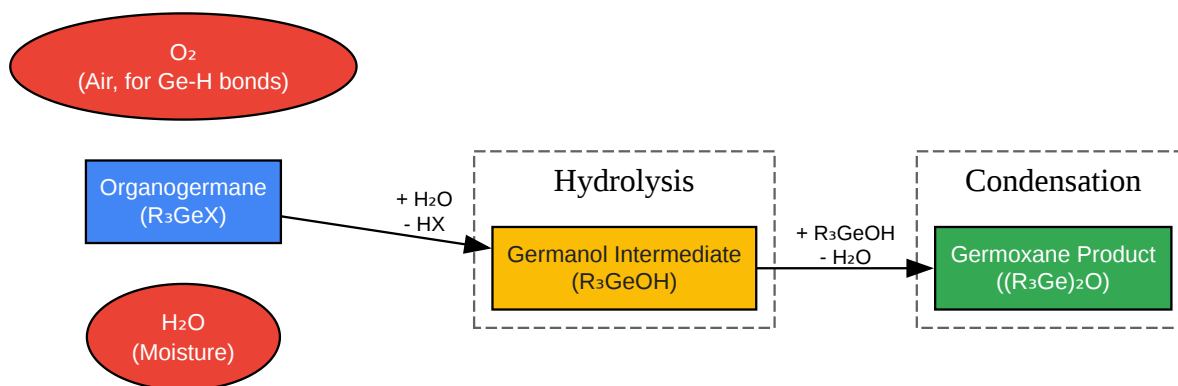 O₂
(Air, for Ge-H bonds)
Organogermane
(R₃GeX)
H₂O
(Moisture)
+ H₂O
- HX
Hydrolysis
Germanol Intermediate
(R₃GeOH)
+ R₃GeOH
- H₂O
Condensation
Germoxane Product
((R₃Ge)₂O)